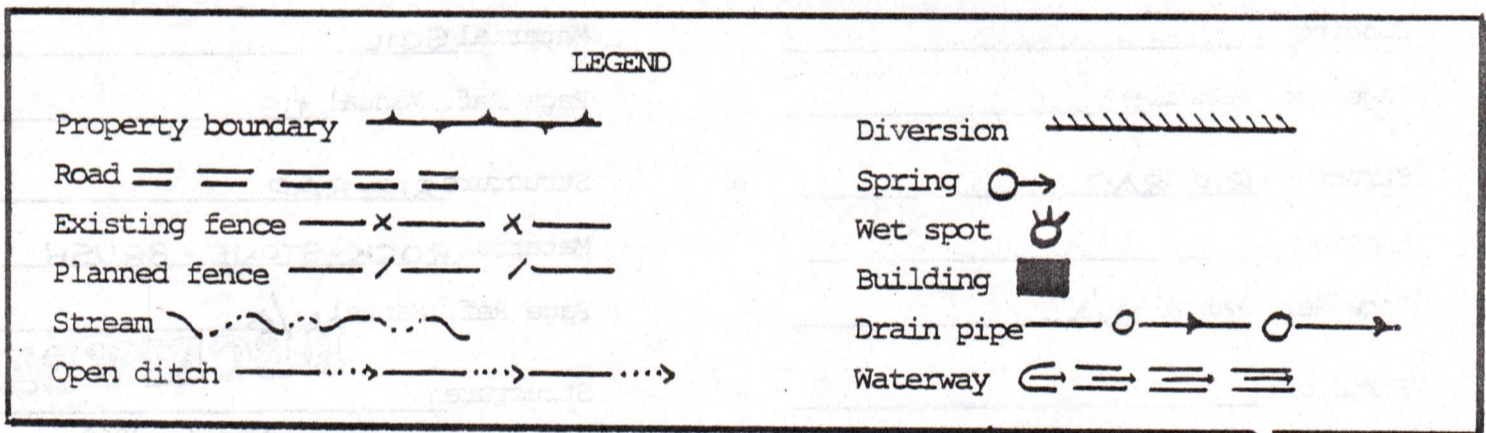 LEGEND
Property boundary
Road
Existing fence
Planned fence
Stream
Open ditch
Diversion
Spring
Wet spot
Building
Drain pipe
Waterway